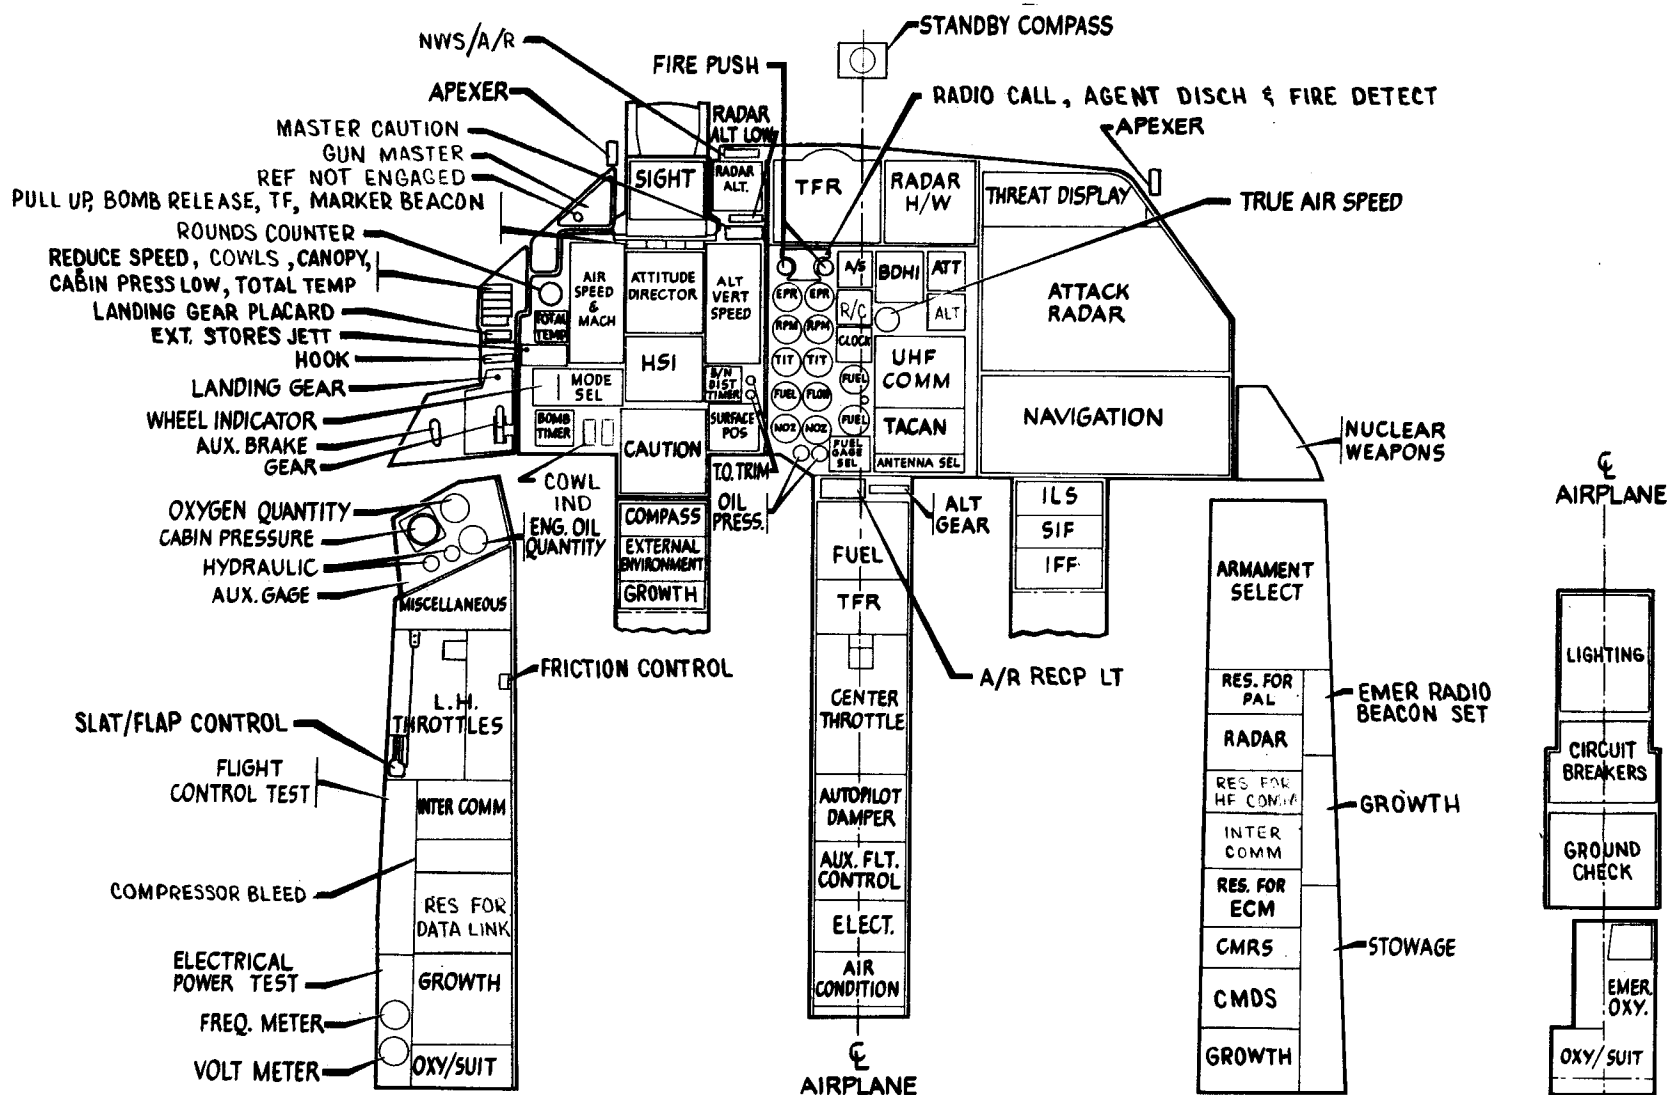 STANDBY COMPASS
NWS/A/R
FIRE PUSH
APEXER
RADIO CALL, AGENT DISCH & FIRE DETECT
RADAR
ALT LOW
APEXER
MASTER CAUTION
GUN MASTER
REF NOT ENGAGED
PULL UP, BOMB RELEASE, TF, MARKER BEACON
ROUNDS COUNTER
REDUCE SPEED, COWLS, CANOPY,
CABIN PRESS LOW, TOTAL TEMP
LANDING GEAR PLACARD
EXT. STORES JETT
HOOK
LANDING GEAR
WHEEL INDICATOR
AUX. BRAKE
GEAR
SIGHT
RADAR
ALT.
TFR
RADAR
H/W
THREAT DISPLAY
TRUE AIR SPEED
AIR
SPEED
&
MACH
ATTITUDE
DIRECTOR
ALT
VERT
SPEED
TOTAL
TEMP
HSI
MODE
SEL
B/N
DIST
TIMER
BOMB
TIMER
CAUTION
SURFACE
POS
T.O. TRIM
EPR
EPR
RPM
RPM
TIT
TIT
FUEL
FLOW
NOZ
NOZ
A/S
R/C
CLOCK
FUEL
FUEL
FUEL
GAGE
SEL
BDHI
ATT
ALT
UHF
COMM
TACAN
ANTENNA SEL
ATTACK
RADAR
NAVIGATION
NUCLEAR
WEAPONS
COWL
IND
OIL
PRESS.
ALT
GEAR
OXYGEN QUANTITY
CABIN PRESSURE
HYDRAULIC
AUX. GAGE
ENG. OIL
QUANTITY
MISCELLANEOUS
FRICTION CONTROL
L.H.
THROTTLES
SLAT/FLAP CONTROL
FLIGHT
CONTROL TEST
INTER COMM
COMPRESSOR BLEED
RES FOR
DATA LINK
ELECTRICAL
POWER TEST
GROWTH
FREQ. METER
VOLT METER
OXY/SUIT
COMPASS
EXTERNAL
ENVIRONMENT
GROWTH
FUEL
TFR
A/R RECP LT
CENTER
THROTTLE
AUTOPILOT
DAMPER
AUX. FLT.
CONTROL
ELECT.
AIR
CONDITION
CL
AIRPLANE
ILS
SIF
IFF
ARMAMENT
SELECT
RES. FOR
PAL
EMER RADIO
BEACON SET
RADAR
RES FOR
HF COMM
GROWTH
INTER
COMM
RES. FOR
ECM
CMRS
STOWAGE
CMDS
GROWTH
CL
AIRPLANE
LIGHTING
CIRCUIT
BREAKERS
GROUND
CHECK
EMER.
OXY.
OXY/SUIT